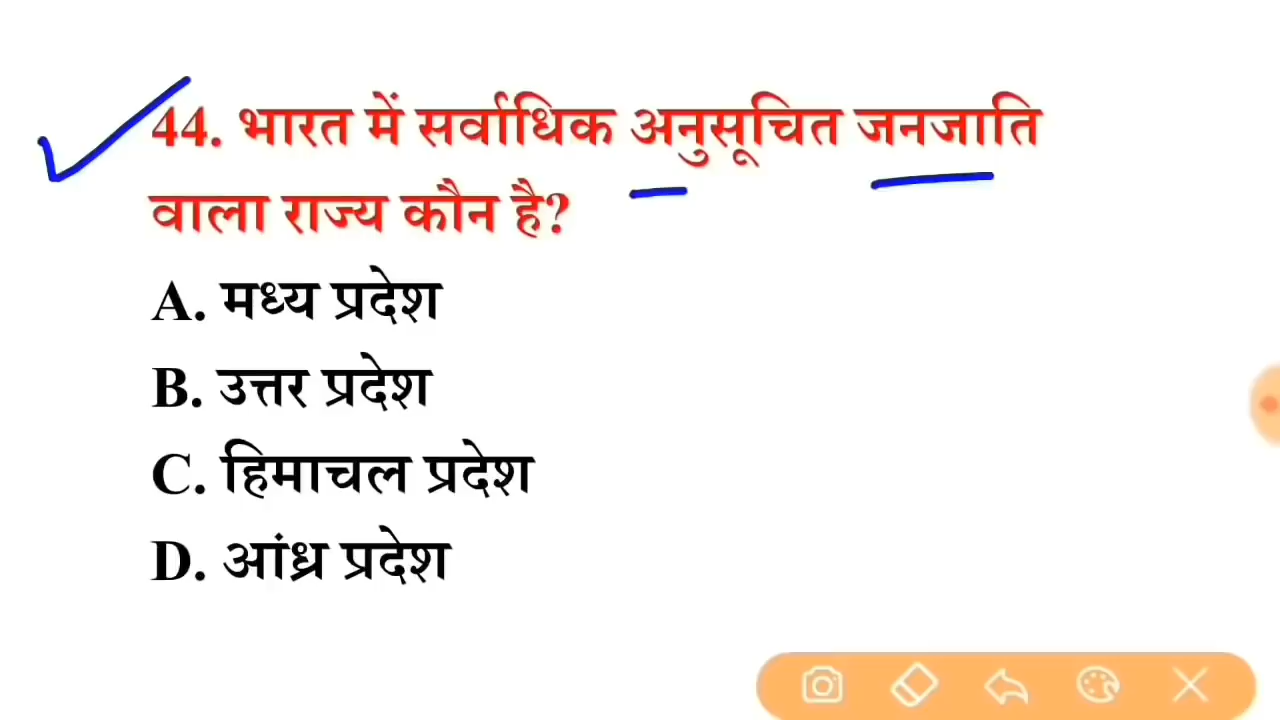 44. भारत में सर्वाधिक अनुसूचित जनजाति
वाला राज्य कौन है?
A. मध्य प्रदेश
B. उत्तर प्रदेश
C. हिमाचल प्रदेश
D. आंध्र प्रदेश